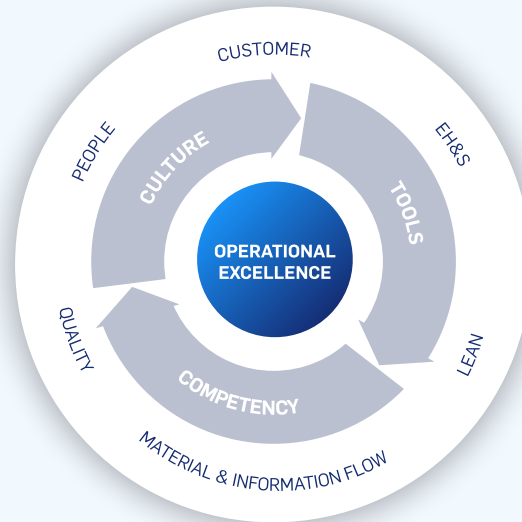 CUSTOMER
PEOPLE
EH&S
CULTURE
TOOLS
OPERATIONAL
EXCELLENCE
QUALITY
LEAN
COMPETENCY
MATERIAL & INFORMATION FLOW